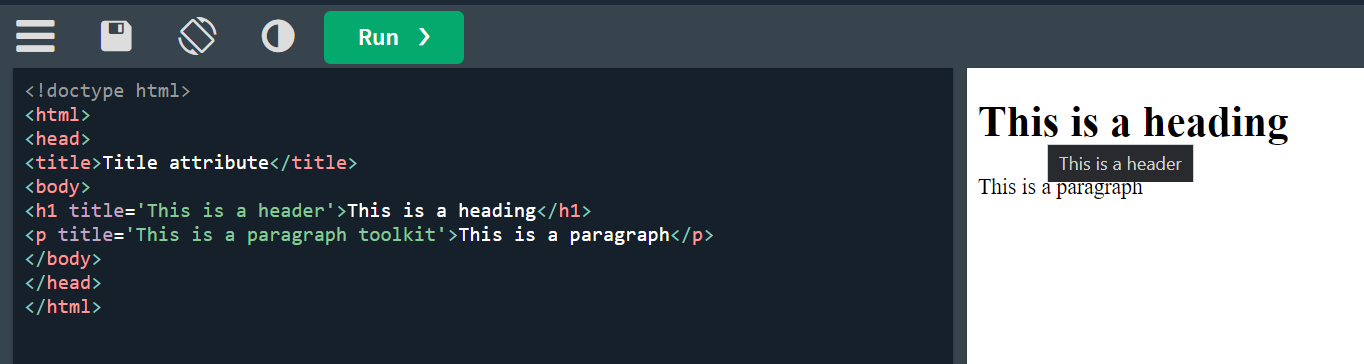 Run ❯
<!doctype html>
<html>
<head>
<title>Title attribute</title>
<body>
<h1 title='This is a header'>This is a heading</h1>
<p title='This is a paragraph toolkit'>This is a paragraph</p>
</body>
</head>
</html>
This is a heading
This is a header
This is a paragraph